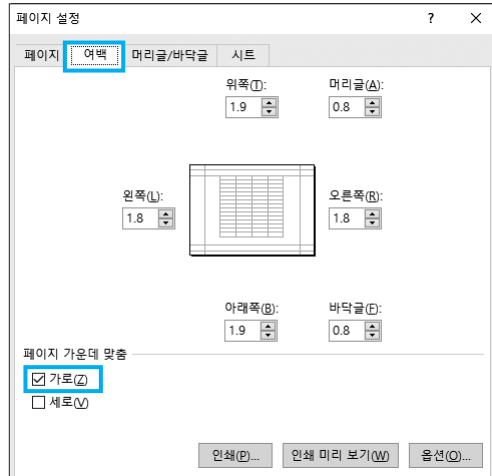 페이지 설정 ? ×
페이지 여백 머리글/바닥글 시트
위쪽(T): 머리글(A):
1.9 0.8
왼쪽(L): 오른쪽(R):
1.8 1.8
아래쪽(B): 바닥글(F):
1.9 0.8
페이지 가운데 맞춤
가로(Z)
세로(V)
인쇄(P)... 인쇄 미리 보기(W) 옵션(O)...